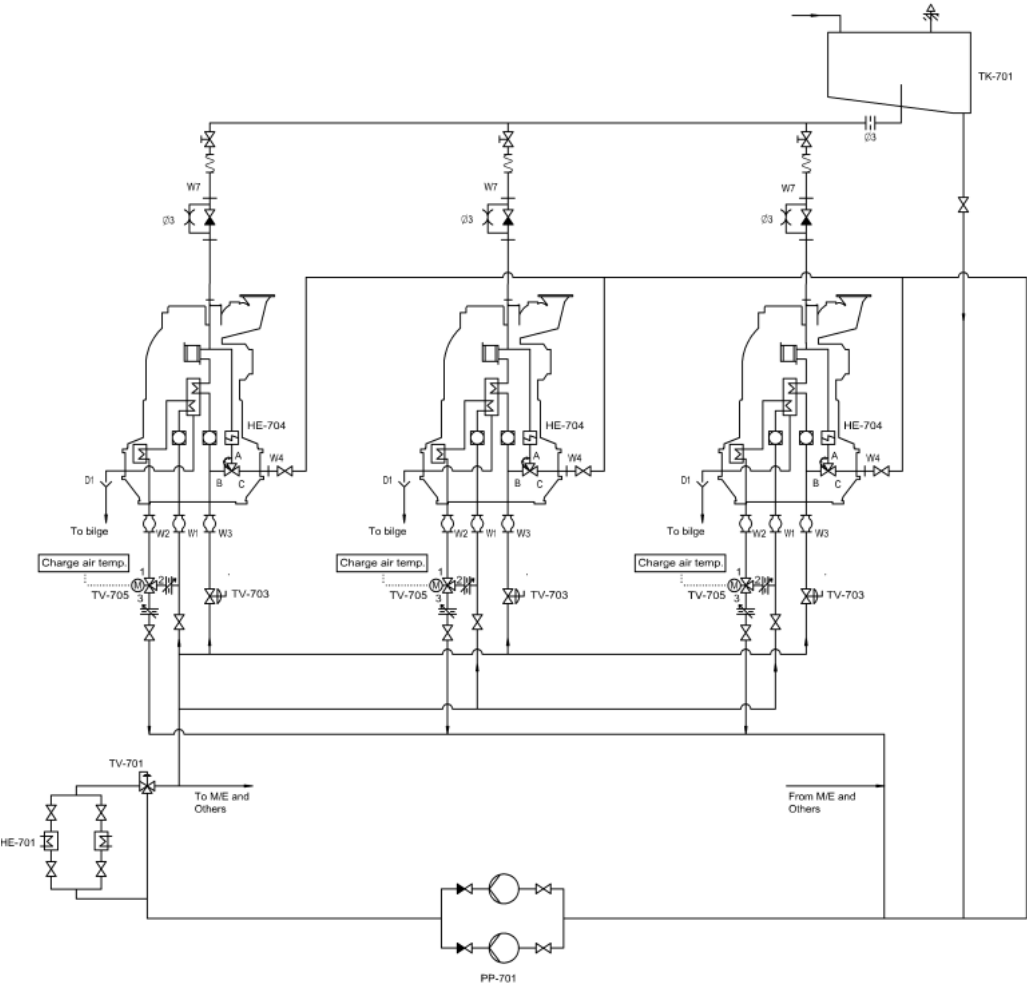 TK-701
Ø3
W7
W7
W7
Ø3
Ø3
Ø3
HE-704
HE-704
HE-704
A
A
A
W4
W4
W4
B
C
B
C
B
C
D1
D1
D1
To bilge
W2
W1
W3
To bilge
W2
W1
W3
To bilge
W2
W1
W3
Charge air temp.
Charge air temp.
Charge air temp.
1
1
1
M
2
M
2
M
2
TV-705
TV-703
TV-705
TV-703
TV-705
TV-703
3
3
3
TV-701
To M/E and
Others
From M/E and
Others
HE-701
PP-701